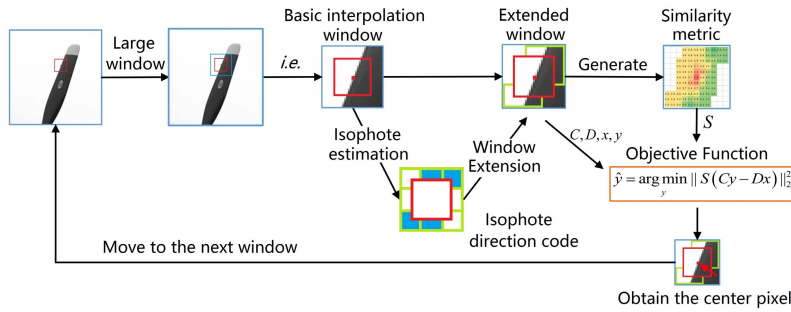 Large
window
i.e.
Basic interpolation
window
Extended
window
Generate
Similarity
metric
Isophote
estimation
Window
Extension
C, D, x, y
S
Objective Function
ŷ = arg min_y || S(Cy − Dx) ||₂²
Isophote
direction code
Move to the next window
Obtain the center pixel